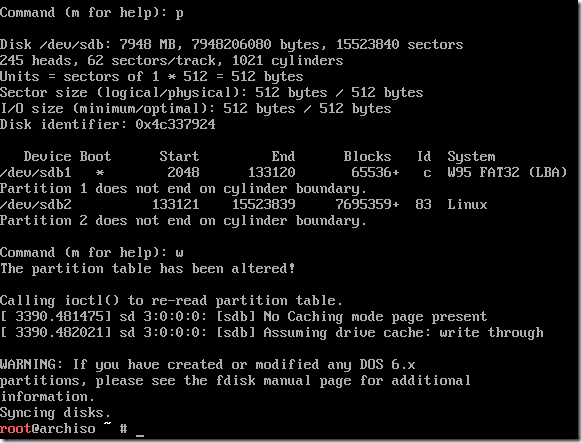 Command (m for help): p
Disk /dev/sdb: 7948 MB, 7948206080 bytes, 15523840 sectors
245 heads, 62 sectors/track, 1021 cylinders
Units = sectors of 1 * 512 = 512 bytes
Sector size (logical/physical): 512 bytes / 512 bytes
I/O size (minimum/optimal): 512 bytes / 512 bytes
Disk identifier: 0x4c337924
Device Boot Start End Blocks Id System
/dev/sdb1 * 2048 133120 65536+ c W95 FAT32 (LBA)
Partition 1 does not end on cylinder boundary.
/dev/sdb2 133121 15523839 7695359+ 83 Linux
Partition 2 does not end on cylinder boundary.
Command (m for help): w
The partition table has been altered!
Calling ioctl() to re-read partition table.
[ 3390.481475] sd 3:0:0:0: [sdb] No Caching mode page present
[ 3390.482021] sd 3:0:0:0: [sdb] Assuming drive cache: write through
WARNING: If you have created or modified any DOS 6.x
partitions, please see the fdisk manual page for additional
information.
Syncing disks.
root@archiso ~ # _